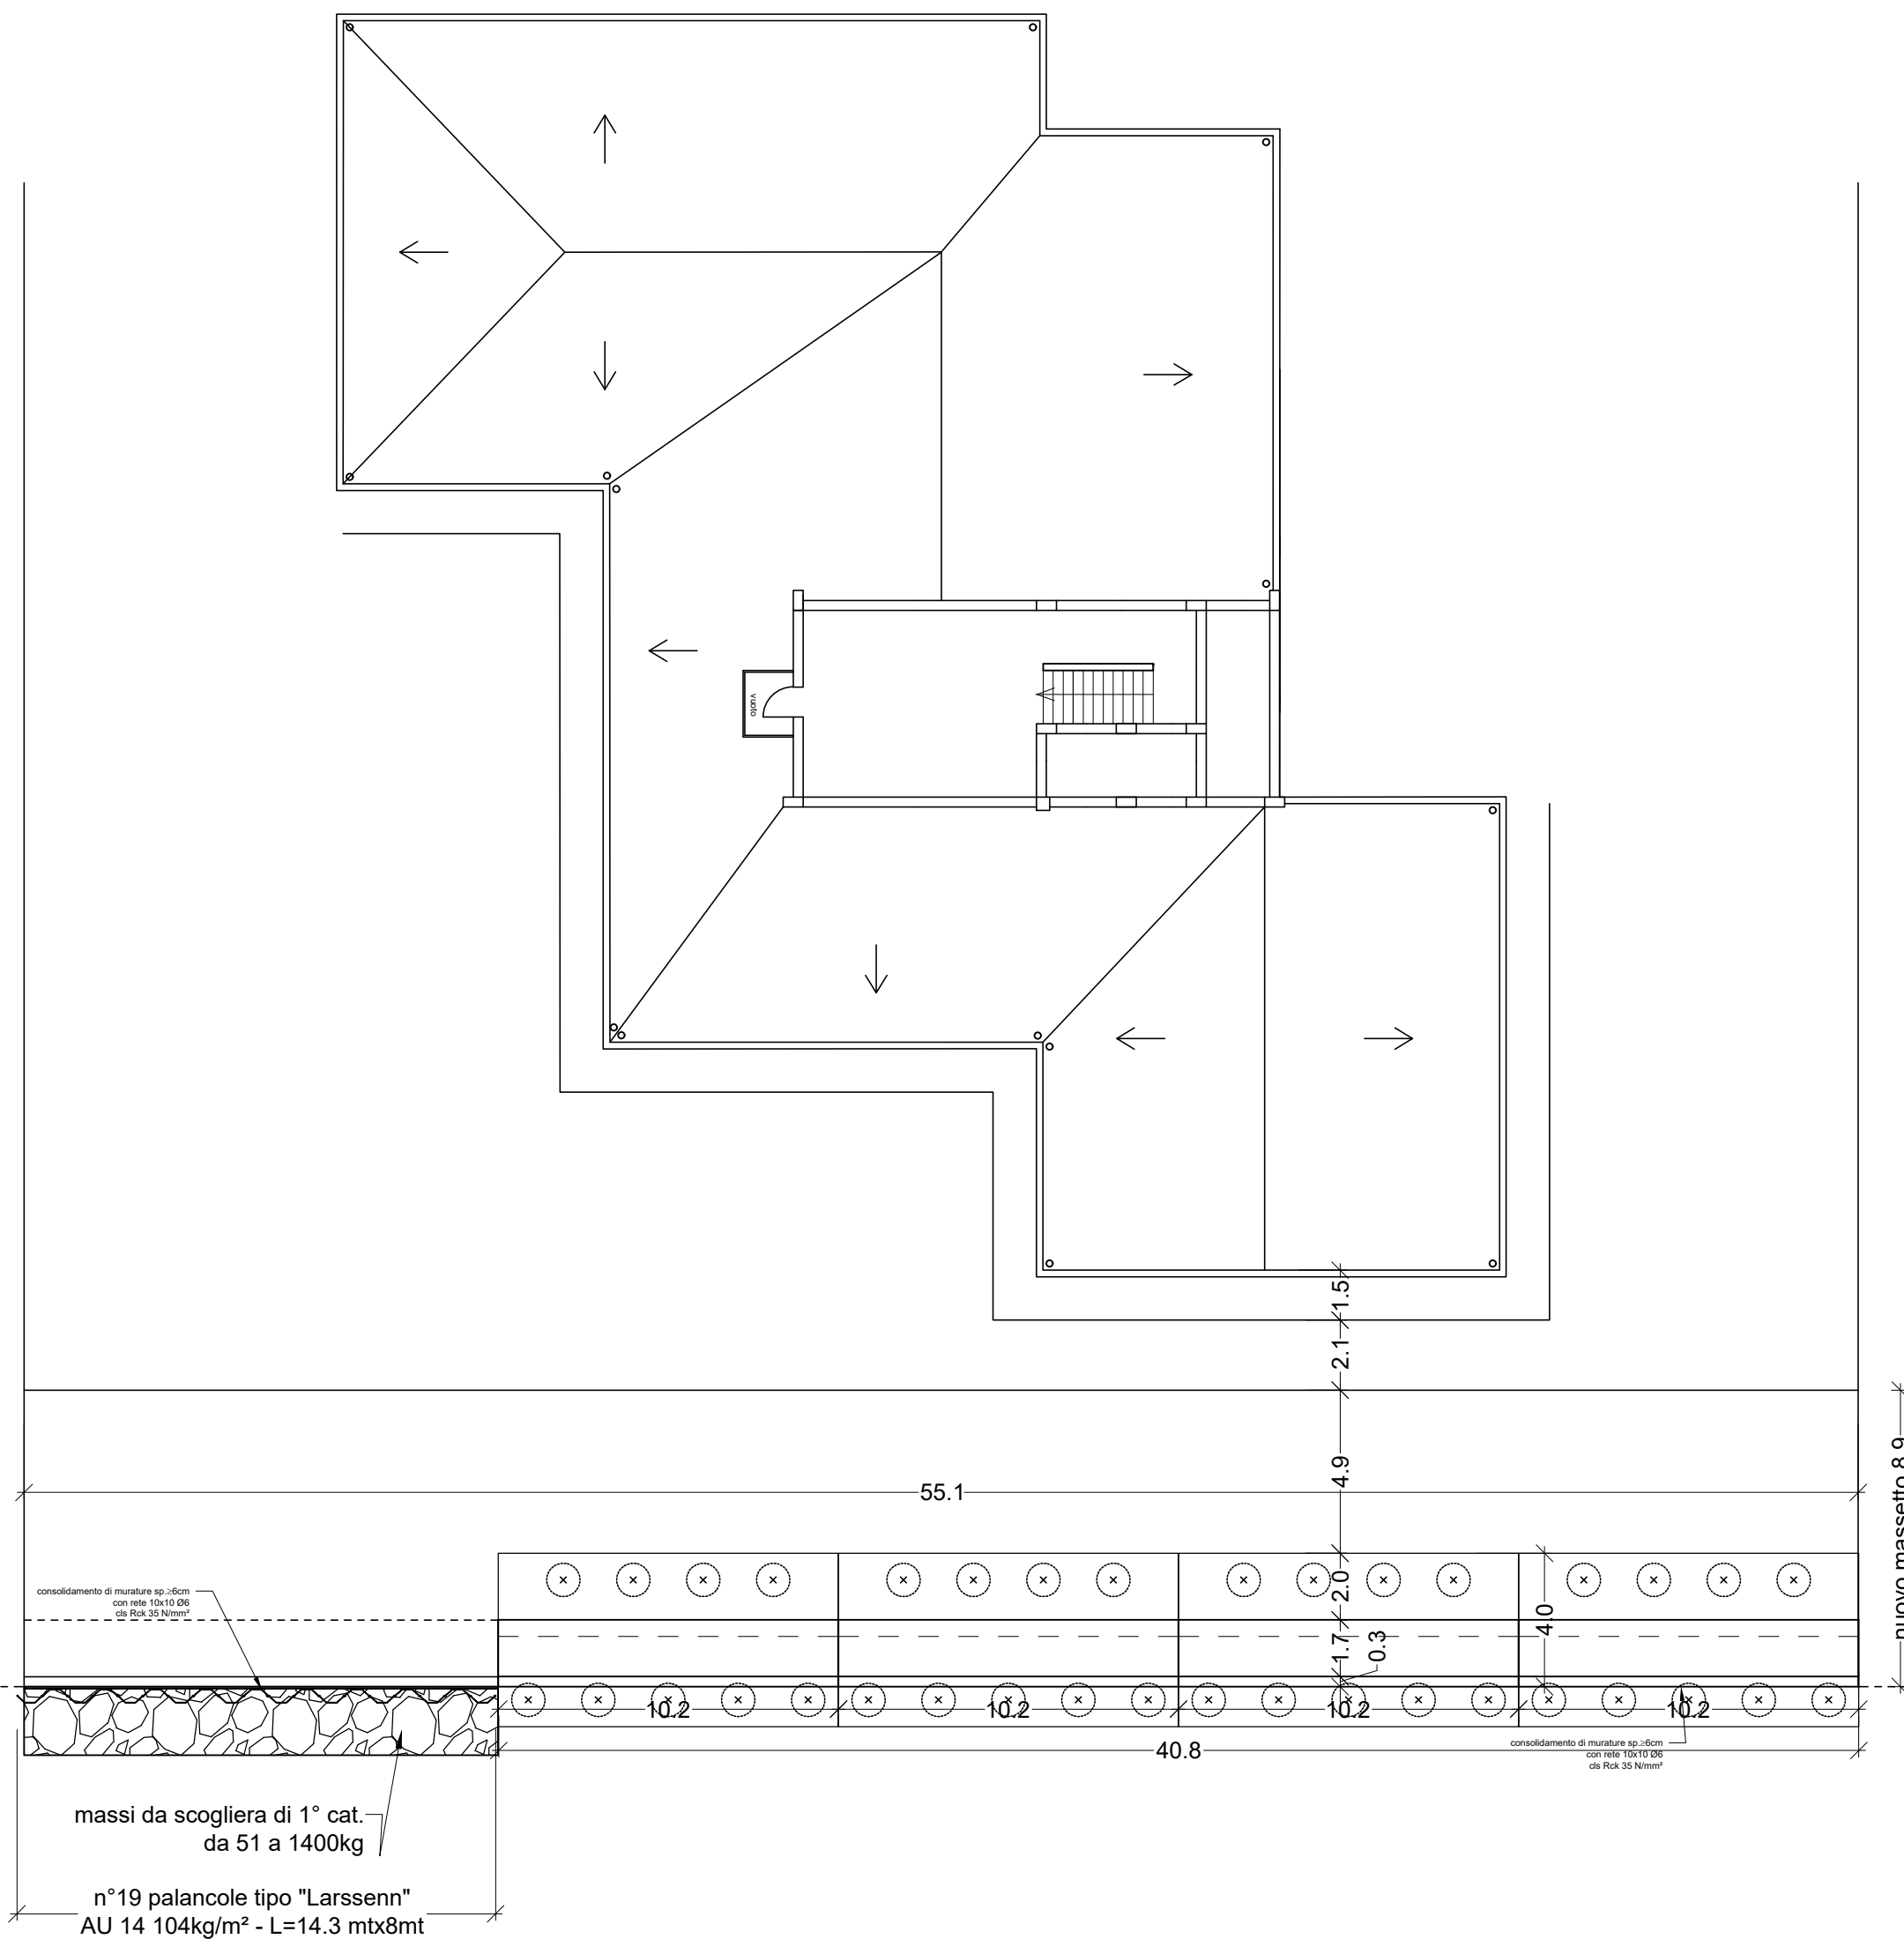 vuoto
1.5
2.1
4.9
55.1
nuovo massetto 8.9
consolidamento di murature sp.≥6cm
con rete 10x10 Ø6
cls Rck 35 N/mm²
2.0
4.0
1.7
0.3
10.2
10.2
10.2
10.2
consolidamento di murature sp.≥6cm
con rete 10x10 Ø6
cls Rck 35 N/mm²
40.8
massi da scogliera di 1° cat.
da 51 a 1400kg
n°19 palancole tipo "Larssenn"
AU 14 104kg/m² - L=14.3 mtx8mt